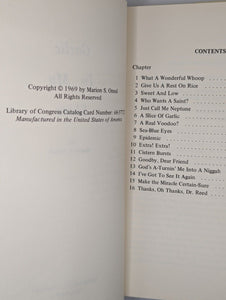 Copyright © 1969 by Marion S. Otteal
All Rights Reserved.
Library of Congress Catalog Card Number:
Manufactured in the United States of America
CONTENTS
Chapter
1 What A Wonderful Whoop
2 Give Us A Rest On Rice
3 Sweet And Low
4 Who Wants A Saint?
5 Just Call Me Neptune
6 A Slice Of Garlic
7 A Real Voodoo?
8 Sea-Blue Eyes
9 Epidemic
10 Extra! Extra!
11 Cistern Bursts
12 Goodby, Dear Friend
13 God's A-Turnin' Me Into A Niggah
14 I've Got To See It Again
15 Make the Miracle Certain-Sure
16 Thanks, Oh Thanks, Dr. Reed